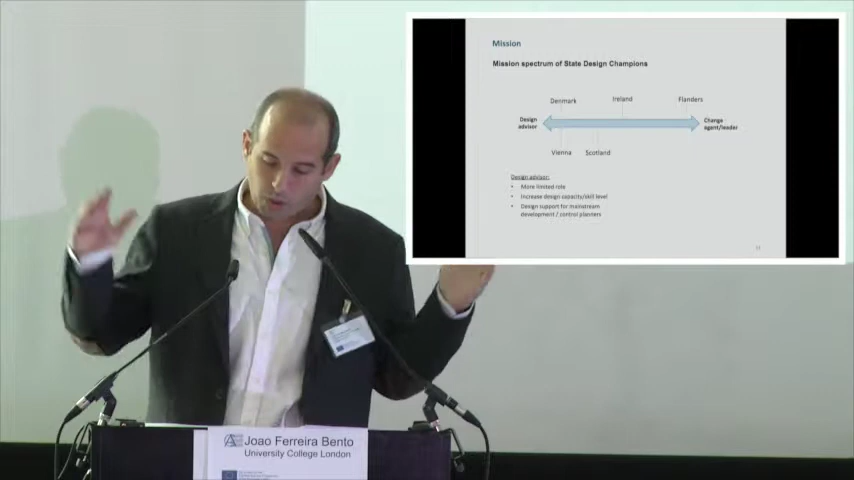 Mission
Mission spectrum of State Design Champions
Denmark
Ireland
Flanders
Design
advisor
Change
agent/leader
Vienna
Scotland
Design advisor:
• More limited role
• Increase design capacity/skill level
• Design support for mainstream
development / control planners
Joao Ferreira Bento
University College London